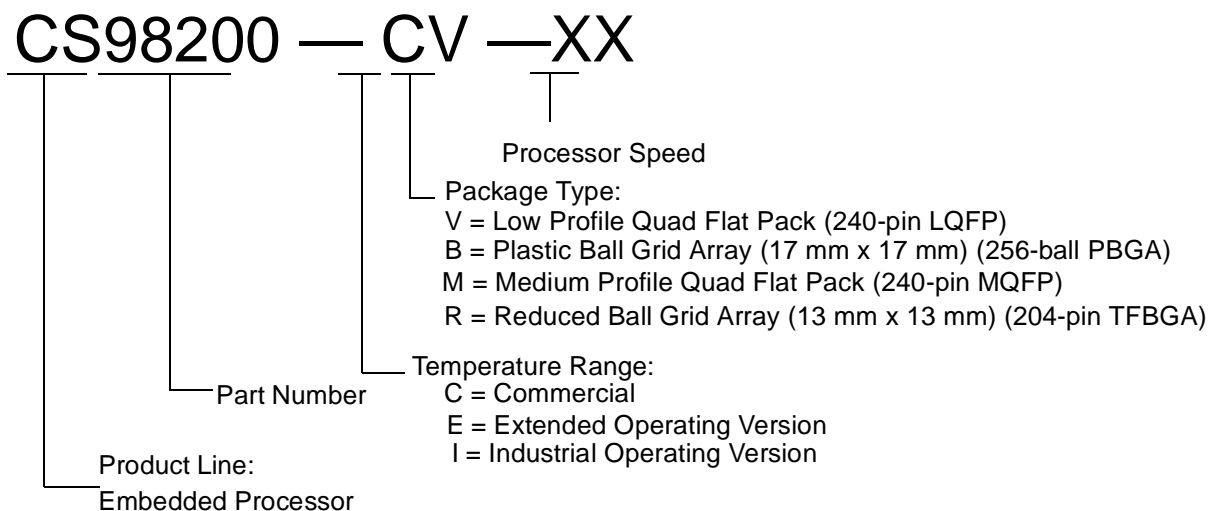 CS98200 — CV —XX
Processor Speed
Package Type:
V = Low Profile Quad Flat Pack (240-pin LQFP)
B = Plastic Ball Grid Array (17 mm x 17 mm) (256-ball PBGA)
M = Medium Profile Quad Flat Pack (240-pin MQFP)
R = Reduced Ball Grid Array (13 mm x 13 mm) (204-pin TFBGA)
Temperature Range:
C = Commercial
E = Extended Operating Version
I = Industrial Operating Version
Part Number
Product Line:
Embedded Processor